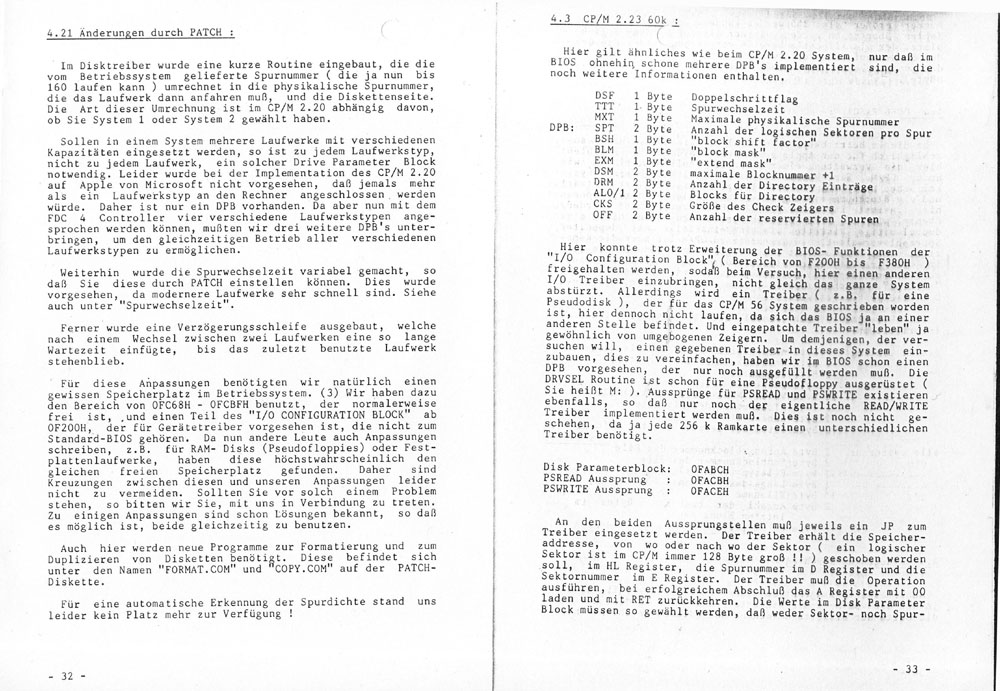 4.21 Änderungen durch PATCH :
Im Disktreiber wurde eine kurze Routine eingebaut, die die
vom Betriebssystem gelieferte Spurnummer ( die ja nun bis
160 laufen kann ) umrechnet in die physikalische Spurnummer,
die das Laufwerk dann anfahren muß, und die Diskettenseite.
Die Art dieser Umrechnung ist im CP/M 2.20 abhängig davon,
ob Sie System 1 oder System 2 gewählt haben.
Sollen in einem System mehrere Laufwerke mit verschiedenen
Kapazitäten eingesetzt werden, so ist zu jedem Laufwerkstyp,
nicht zu jedem Laufwerk, ein solcher Drive Parameter Block
notwendig. Leider wurde bei der Implementation des CP/M 2.20
auf Apple von Microsoft nicht vorgesehen, daß jemals mehr
als ein Laufwerkstyp an den Rechner angeschlossen werden
würde. Daher ist nur ein DPB vorhanden. Da aber nun mit dem
FDC 4 Controller vier verschiedene Laufwerkstypen ange-
sprochen werden können, mußten wir drei weitere DPB's unter-
bringen, um den gleichzeitigen Betrieb aller verschiedenen
Laufwerkstypen zu ermöglichen.
Weiterhin wurde die Spurwechselzeit variabel gemacht, so
daß Sie diese durch PATCH einstellen können. Dies wurde
vorgesehen, da modernere Laufwerke sehr schnell sind. Siehe
auch unter "Spurwechselzeit".
Ferner wurde eine Verzögerungsschleife ausgebaut, welche
nach einem Wechsel zwischen zwei Laufwerken eine so lange
Wartezeit einfügte, bis das zuletzt benutzte Laufwerk
stehenblieb.
Für diese Anpassungen benötigten wir natürlich einen
gewissen Speicherplatz im Betriebssystem. (3) Wir haben dazu
den Bereich von OFC68H - OFCBFH benutzt, der normalerweise
frei ist, und einen Teil des "I/O CONFIGURATION BLOCK" ab
OF200H, der für Gerätetreiber vorgesehen ist, die nicht zum
Standard-BIOS gehören. Da nun andere Leute auch Anpassungen
schreiben, z.B. für RAM- Disks (Pseudofloppies) oder Fest-
plattenlaufwerke, haben diese höchstwahrscheinlich den
gleichen freien Speicherplatz gefunden. Daher sind
Kreuzungen zwischen diesen und unseren Anpassungen leider
nicht zu vermeiden. Sollten Sie vor solch einem Problem
stehen, so bitten wir Sie, mit uns in Verbindung zu treten.
Zu einigen Anpassungen sind schon Lösungen bekannt, so daß
es möglich ist, beide gleichzeitig zu benutzen.
Auch hier werden neue Programme zur Formatierung und zum
Duplizieren von Disketten benötigt. Diese befindet sich
unter den Namen "FORMAT.COM" und "COPY.COM" auf der PATCH-
Diskette.
Für eine automatische Erkennung der Spurdichte stand uns
leider kein Platz mehr zur Verfügung !
- 32 -
4.3 CP/M 2.23 60k :
Hier gilt ähnliches wie beim CP/M 2.20 System, nur daß im
BIOS ohnehin schone mehrere DPB's implementiert sind, die
noch weitere Informationen enthalten.
DSF 1 Byte Doppelschrittflag
TTT 1 Byte Spurwechselzeit
MXT 1 Byte Maximale physikalische Spurnummer
DPB: SPT 2 Byte Anzahl der logischen Sektoren pro Spur
BSH 1 Byte "block shift factor"
BLM 1 Byte "block mask"
EXM 1 Byte "extend mask"
DSM 2 Byte maximale Blocknummer +1
DRM 2 Byte Anzahl der Directory Einträge
ALO/1 2 Byte Blocks für Directory
CKS 2 Byte Größe des Check Zeigers
OFF 2 Byte Anzahl der reservierten Spuren
Hier konnte trotz Erweiterung der BIOS- Funktionen der
"I/O Configuration Block" ( Bereich von F200H bis F380H )
freigehalten werden, sodaß beim Versuch, hier einen anderen
I/O Treiber einzubringen, nicht gleich das ganze System
abstürzt. Allerdings wird ein Treiber ( z.B. für eine
Pseudodisk ), der für das CP/M 56 System geschrieben worden
ist, hier dennoch nicht laufen, da sich das BIOS ja an einer
anderen Stelle befindet. Und eingepatchte Treiber "leben" ja
gewöhnlich von umgebogenen Zeigern. Um demjenigen, der ver-
suchen will, einen gegebenen Treiber in dieses System ein-
zubauen, dies zu vereinfachen, haben wir im BIOS schon einen
DPB vorgesehen, der nur noch ausgefüllt werden muß. Die
DRVSEL Routine ist schon für eine Pseudofloppy ausgerüstet (
Sie heißt M: ). Aussprünge für PSREAD und PSWRITE existieren
ebenfalls, so daß nur noch der eigentliche READ/WRITE
Treiber implementiert werden muß. Dies ist noch nicht ge-
schehen, da ja jede 256 k Ramkarte einen unterschiedlichen
Treiber benötigt.
Disk Parameterblock: OFABCH
PSREAD Aussprung : OFACBH
PSWRITE Aussprung : OFACEH
An den beiden Aussprungstellen muß jeweils ein JP zum
Treiber eingesetzt werden. Der Treiber erhält die Speicher-
addresse, von wo oder nach wo der Sektor ( ein logischer
Sektor ist im CP/M immer 128 Byte groß !! ) geschoben werden
soll, im HL Register, die Spurnummer im D Register und die
Sektornummer im E Register. Der Treiber muß die Operation
ausführen, bei erfolgreichem Abschluß das A Register mit 00
laden und mit RET zurückkehren. Die Werte im Disk Parameter
Block müssen so gewählt werden, daß weder Sektor- noch Spur-
- 33 -